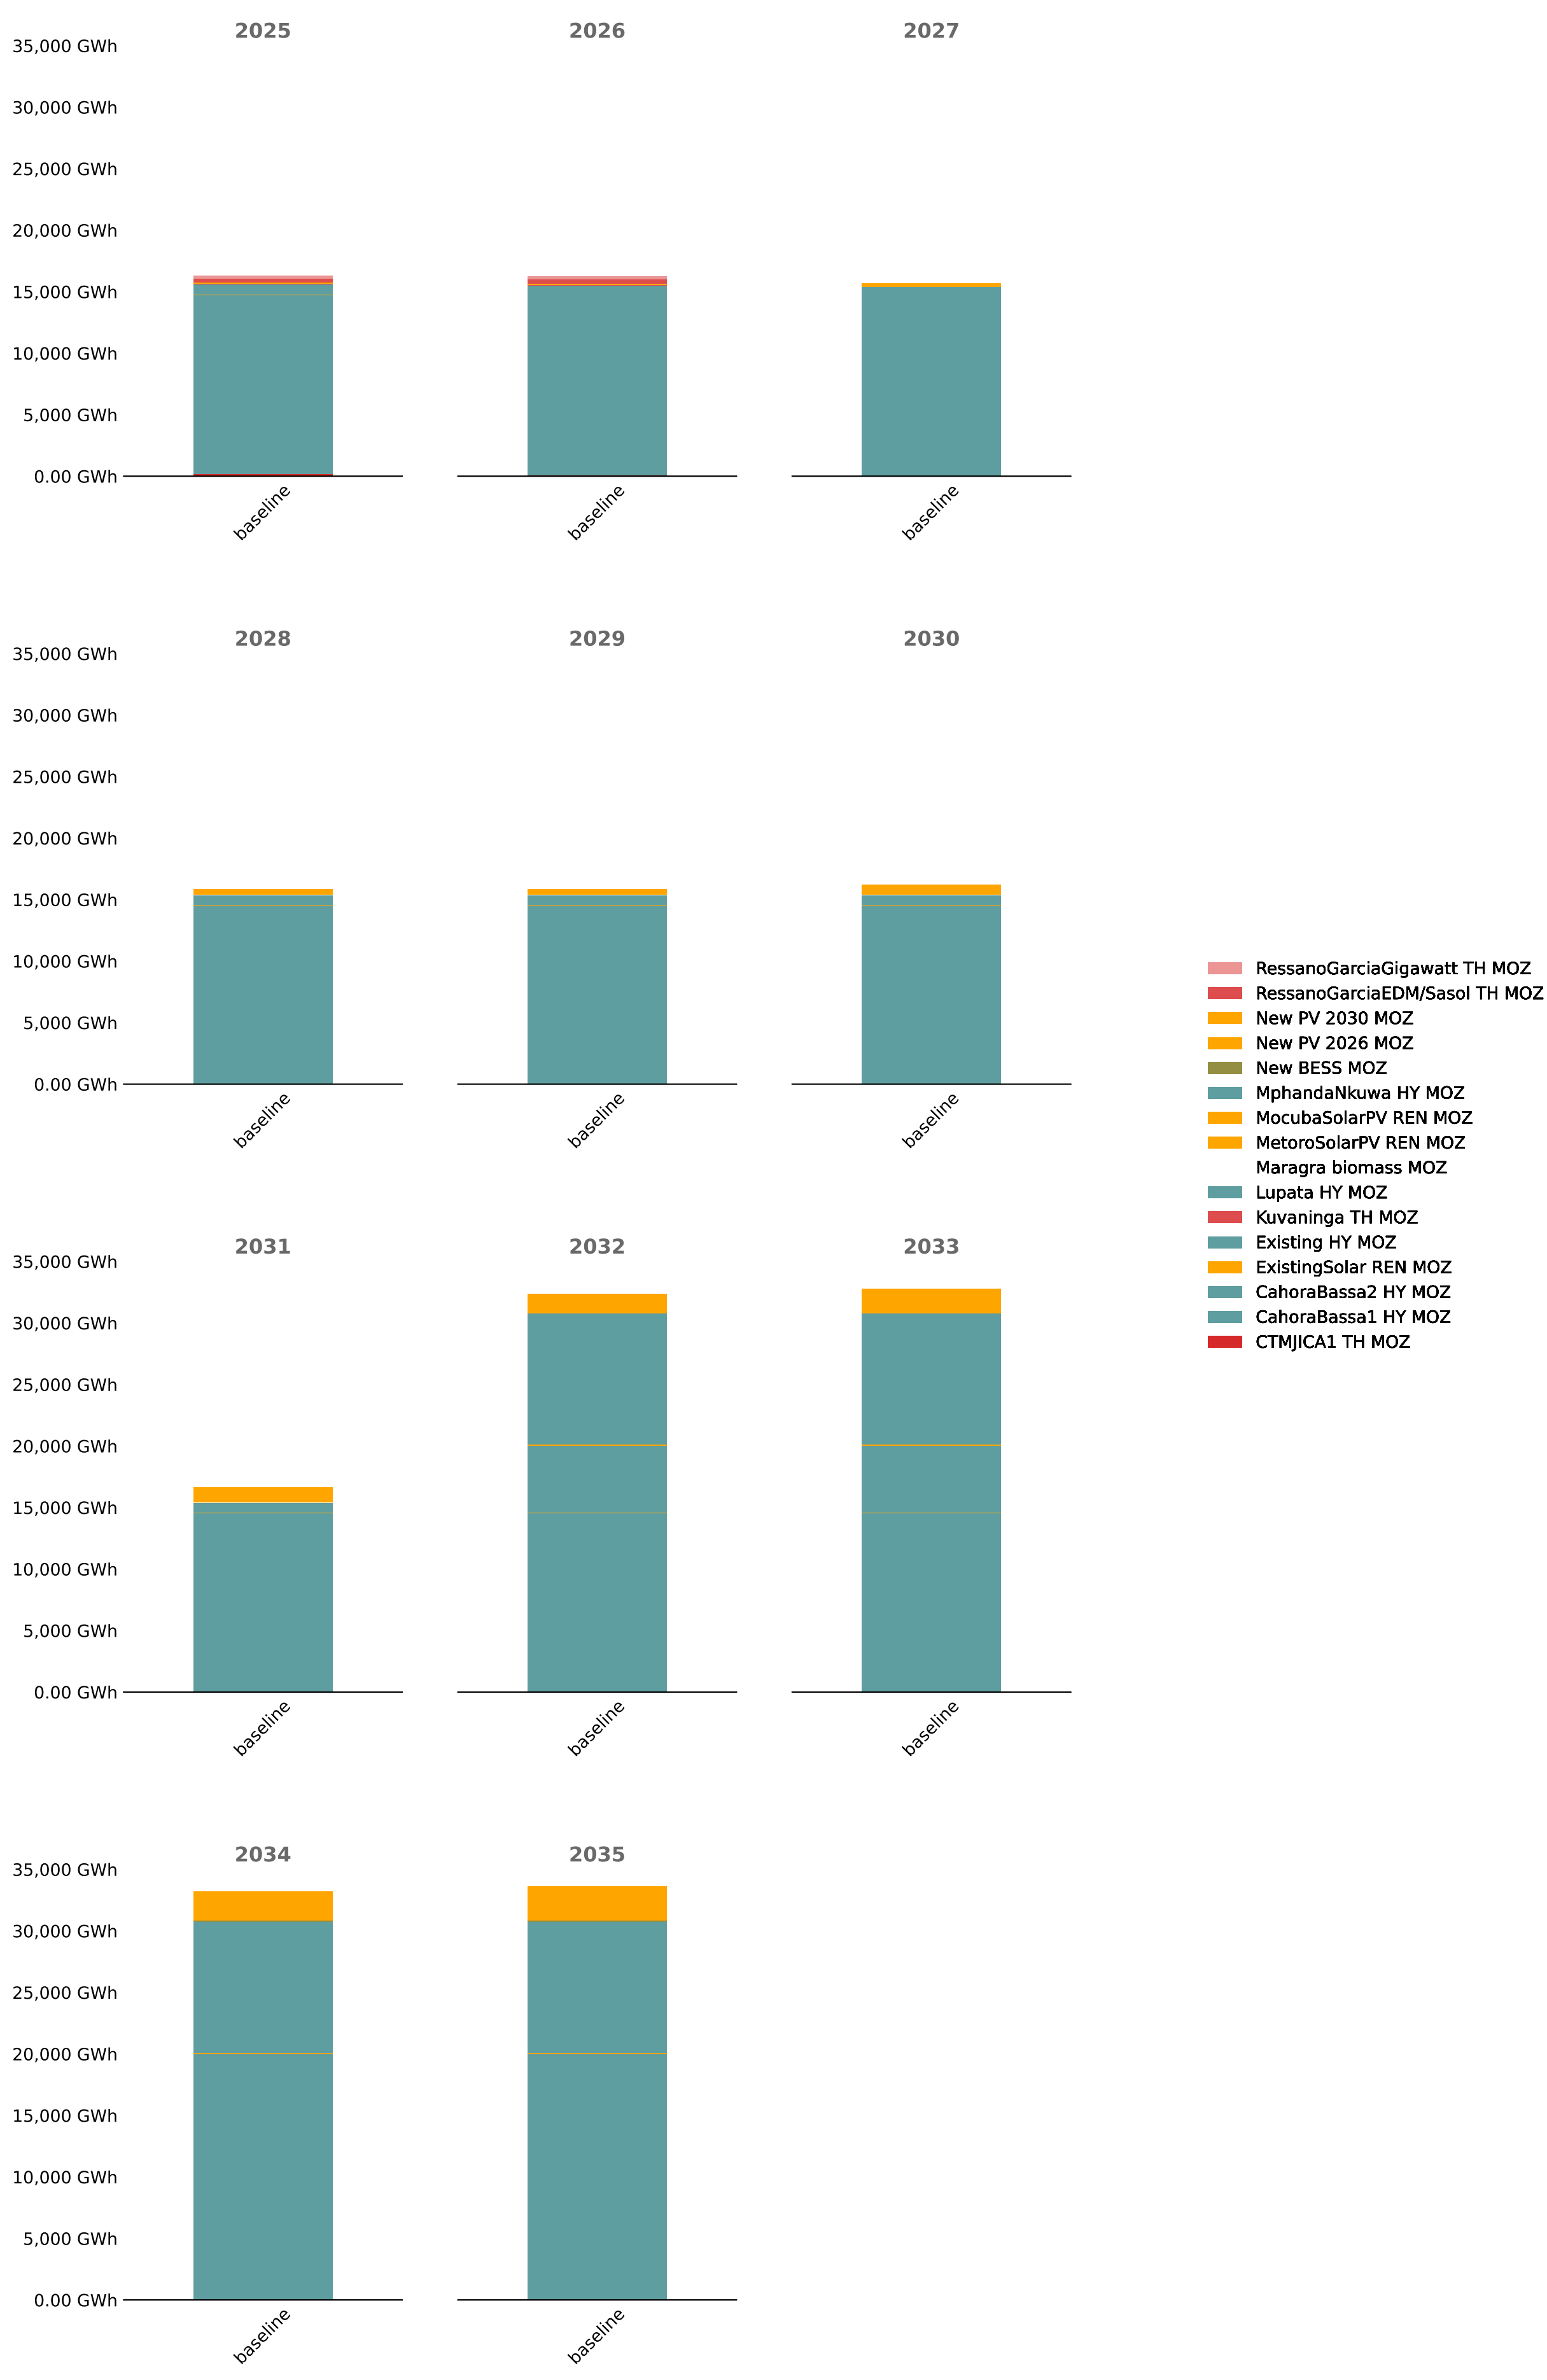 2025
2026
2027
35,000 GWh
30,000 GWh
25,000 GWh
20,000 GWh
15,000 GWh
10,000 GWh
5,000 GWh
0.00 GWh
baseline
baseline
baseline
2028
2029
2030
35,000 GWh
30,000 GWh
25,000 GWh
20,000 GWh
15,000 GWh
10,000 GWh
5,000 GWh
0.00 GWh
baseline
baseline
baseline
RessanoGarciaGigawatt TH MOZ
RessanoGarciaEDM/Sasol TH MOZ
New PV 2030 MOZ
New PV 2026 MOZ
New BESS MOZ
MphandaNkuwa HY MOZ
MocubaSolarPV REN MOZ
MetoroSolarPV REN MOZ
Maragra biomass MOZ
Lupata HY MOZ
Kuvaninga TH MOZ
Existing HY MOZ
ExistingSolar REN MOZ
CahoraBassa2 HY MOZ
CahoraBassa1 HY MOZ
CTMJICA1 TH MOZ
2031
2032
2033
35,000 GWh
30,000 GWh
25,000 GWh
20,000 GWh
15,000 GWh
10,000 GWh
5,000 GWh
0.00 GWh
baseline
baseline
baseline
2034
2035
35,000 GWh
30,000 GWh
25,000 GWh
20,000 GWh
15,000 GWh
10,000 GWh
5,000 GWh
0.00 GWh
baseline
baseline